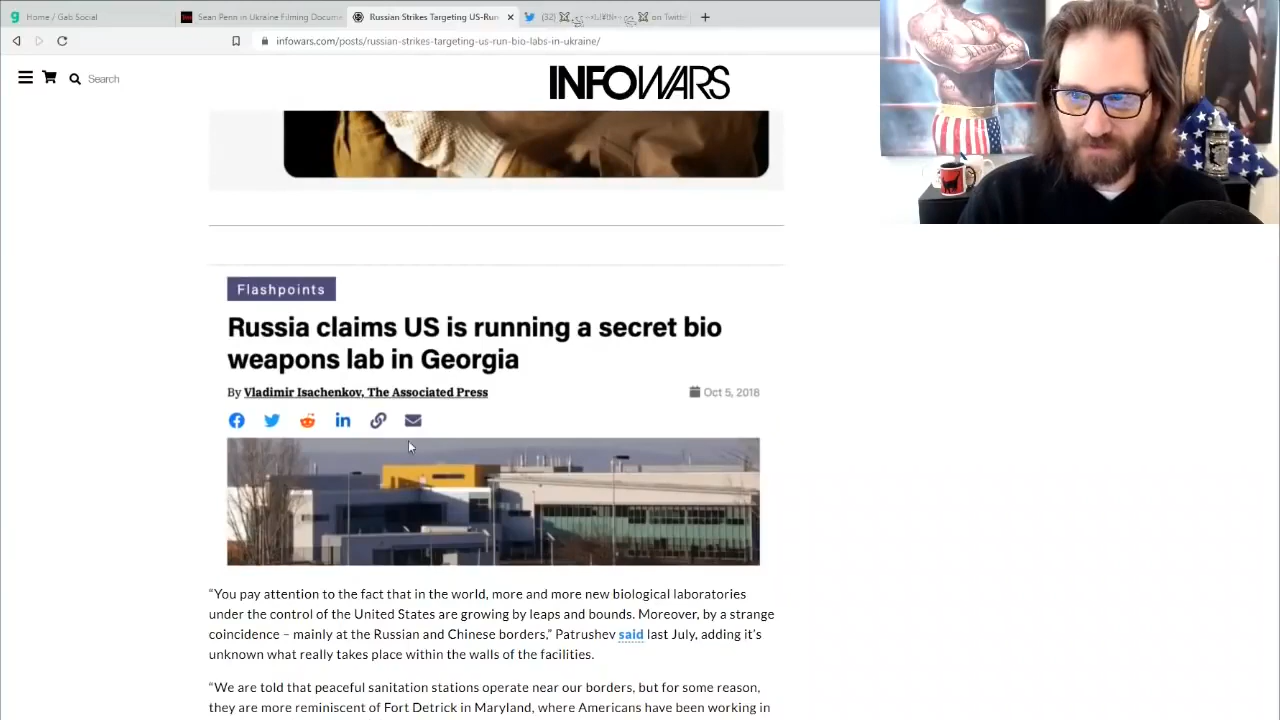 Home / Gab Social
Sean Penn in Ukraine Filming Docume
Russian Strikes Targeting US-Run
on Twitt
infowars.com/posts/russian-strikes-targeting-us-run-bio-labs-in-ukraine/
Search
INFOWARS
Flashpoints
Russia claims US is running a secret bio
weapons lab in Georgia
By Vladimir Isachenkov, The Associated Press
Oct 5, 2018
“You pay attention to the fact that in the world, more and more new biological laboratories
under the control of the United States are growing by leaps and bounds. Moreover, by a strange
coincidence – mainly at the Russian and Chinese borders,” Patrushev said last July, adding it’s
unknown what really takes place within the walls of the facilities.
“We are told that peaceful sanitation stations operate near our borders, but for some reason,
they are more reminiscent of Fort Detrick in Maryland, where Americans have been working in